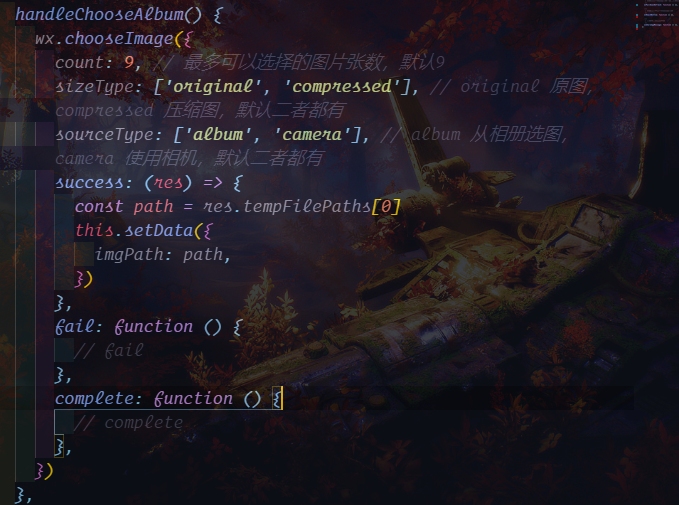 handleChooseAlbum() {
wx.chooseImage({
count: 9, // 最多可以选择的图片张数，默认9
sizeType: ['original', 'compressed'], // original 原图，
compressed 压缩图，默认二者都有
sourceType: ['album', 'camera'], // album 从相册选图，
camera 使用相机，默认二者都有
success: (res) => {
const path = res.tempFilePaths[0]
this.setData({
imgPath: path,
})
},
fail: function () {
// fail
},
complete: function () {
// complete
},
})
},